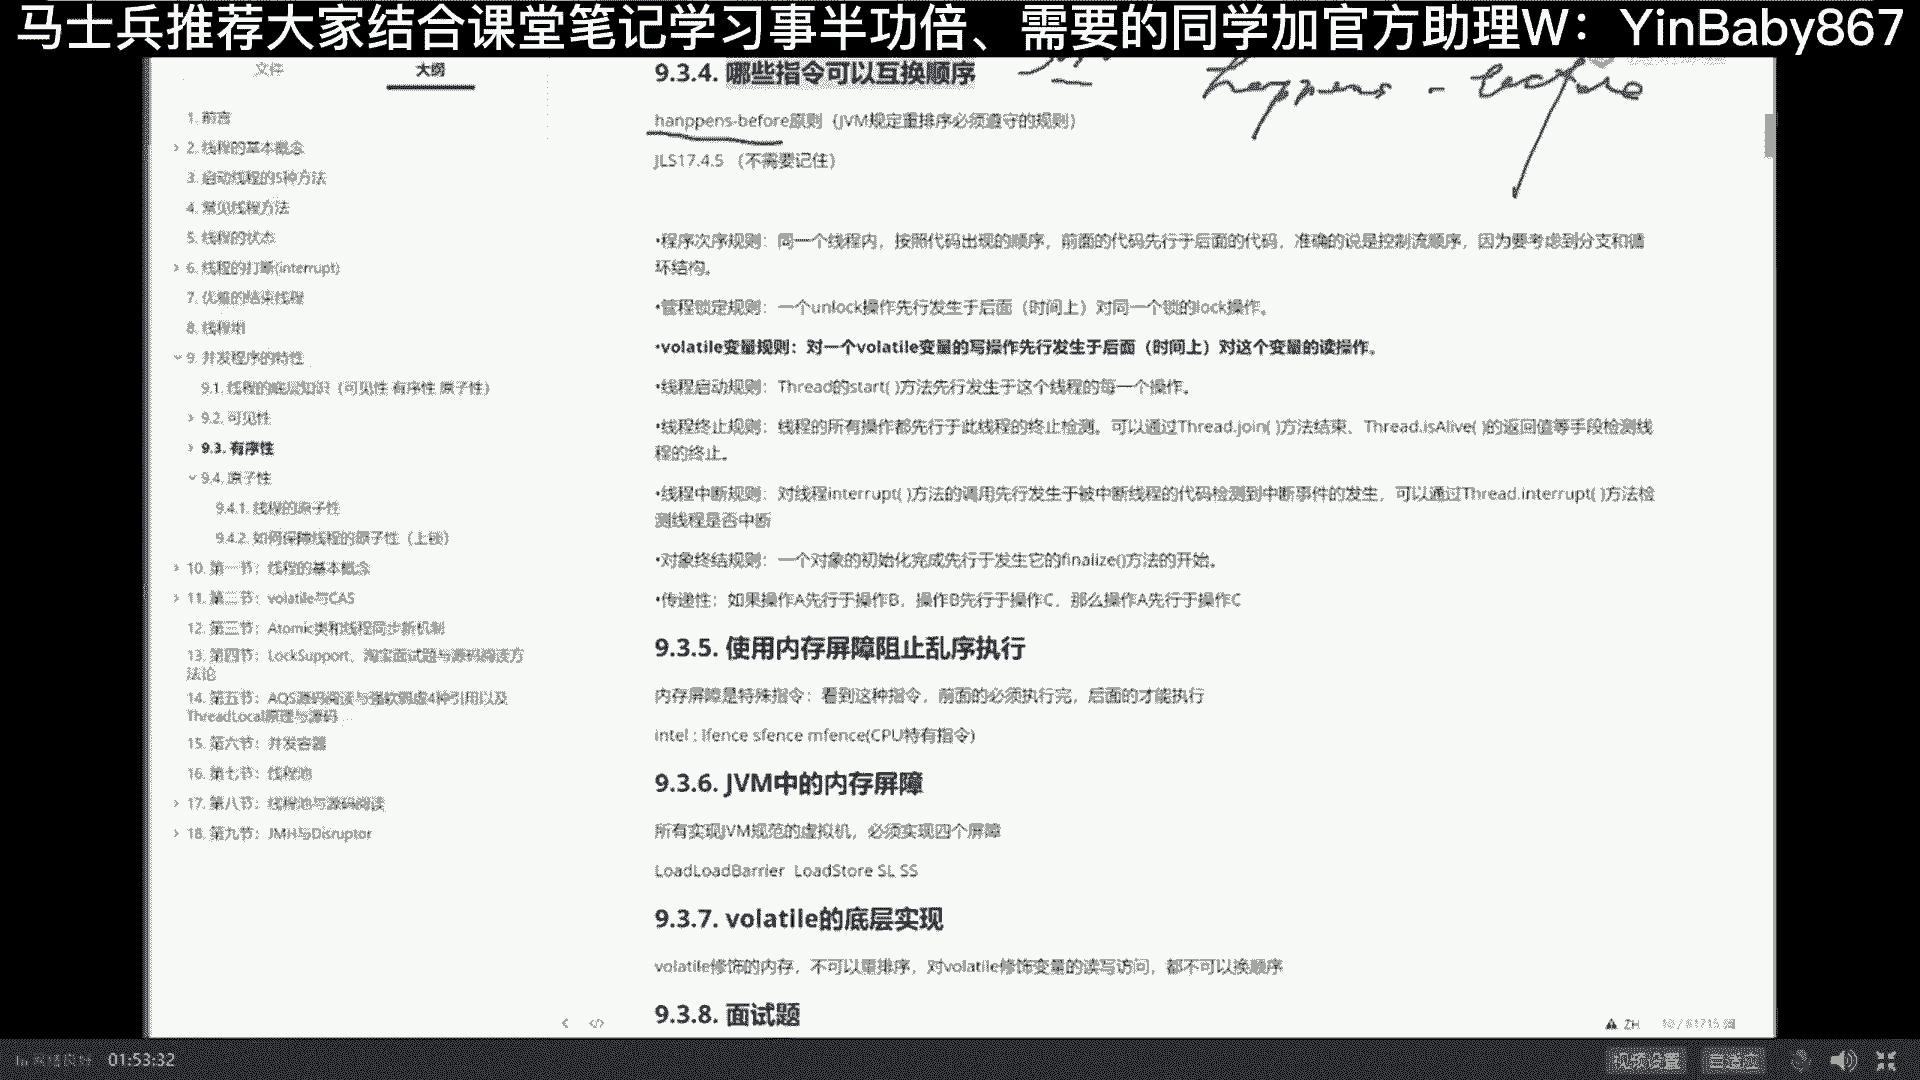 马士兵推荐大家结合课堂笔记学习事半功倍、需要的同学加官方助理W：YinBaby867
文件
大纲
1. 前言
2. 线程的基本概念
3. 启动线程的5种方法
4. 常见线程方法
5. 线程的状态
6. 线程的打断(interrupt)
7. 优雅的结束线程
8. 线程组
9. 并发程序的特性
9.1. 线程的底层知识（可见性 有序性 原子性）
9.2. 可见性
9.3. 有序性
9.4. 原子性
9.4.1. 线程的原子性
9.4.2. 如何保障线程的原子性（上锁）
10. 第一节：线程的基本概念
11. 第二节：volatile与CAS
12. 第三节：Atomic类和线程同步新机制
13. 第四节：LockSupport、淘宝面试题与源码阅读方
法论
14. 第五节：AQS源码阅读与强软弱虚4种引用以及
ThreadLocal原理与源码
15. 第六节：并发容器
16. 第七节：线程池
17. 第八节：线程池与源码阅读
18. 第九节：JMH与Disruptor
9.3.4. 哪些指令可以互换顺序
happens - before
hanppens-before原则（JVM规定重排序必须遵守的规则）
JLS17.4.5 （不需要记住）
•程序次序规则：同一个线程内，按照代码出现的顺序，前面的代码先行于后面的代码，准确的说是控制流顺序，因为要考虑到分支和循
环结构。
•管程锁定规则：一个unlock操作先行发生于后面（时间上）对同一个锁的lock操作。
•volatile变量规则：对一个volatile变量的写操作先行发生于后面（时间上）对这个变量的读操作。
•线程启动规则：Thread的start( )方法先行发生于这个线程的每一个操作。
•线程终止规则：线程的所有操作都先行于此线程的终止检测。可以通过Thread.join( )方法结束、Thread.isAlive( )的返回值等手段检测线
程的终止。
•线程中断规则：对线程interrupt( )方法的调用先行发生于被中断线程的代码检测到中断事件的发生，可以通过Thread.interrupt( )方法检
测线程是否中断
•对象终结规则：一个对象的初始化完成先行于发生它的finalize()方法的开始。
•传递性：如果操作A先行于操作B，操作B先行于操作C，那么操作A先行于操作C
9.3.5. 使用内存屏障阻止乱序执行
内存屏障是特殊指令：看到这种指令，前面的必须执行完，后面的才能执行
intel : lfence sfence mfence(CPU特有指令)
9.3.6. JVM中的内存屏障
所有实现JVM规范的虚拟机，必须实现四个屏障
LoadLoadBarrier LoadStore SL SS
9.3.7. volatile的底层实现
volatile修饰的内存，不可以重排序，对volatile修饰变量的读写访问，都不可以换顺序
9.3.8. 面试题
ZH
01:53:32
视频设置
自适应